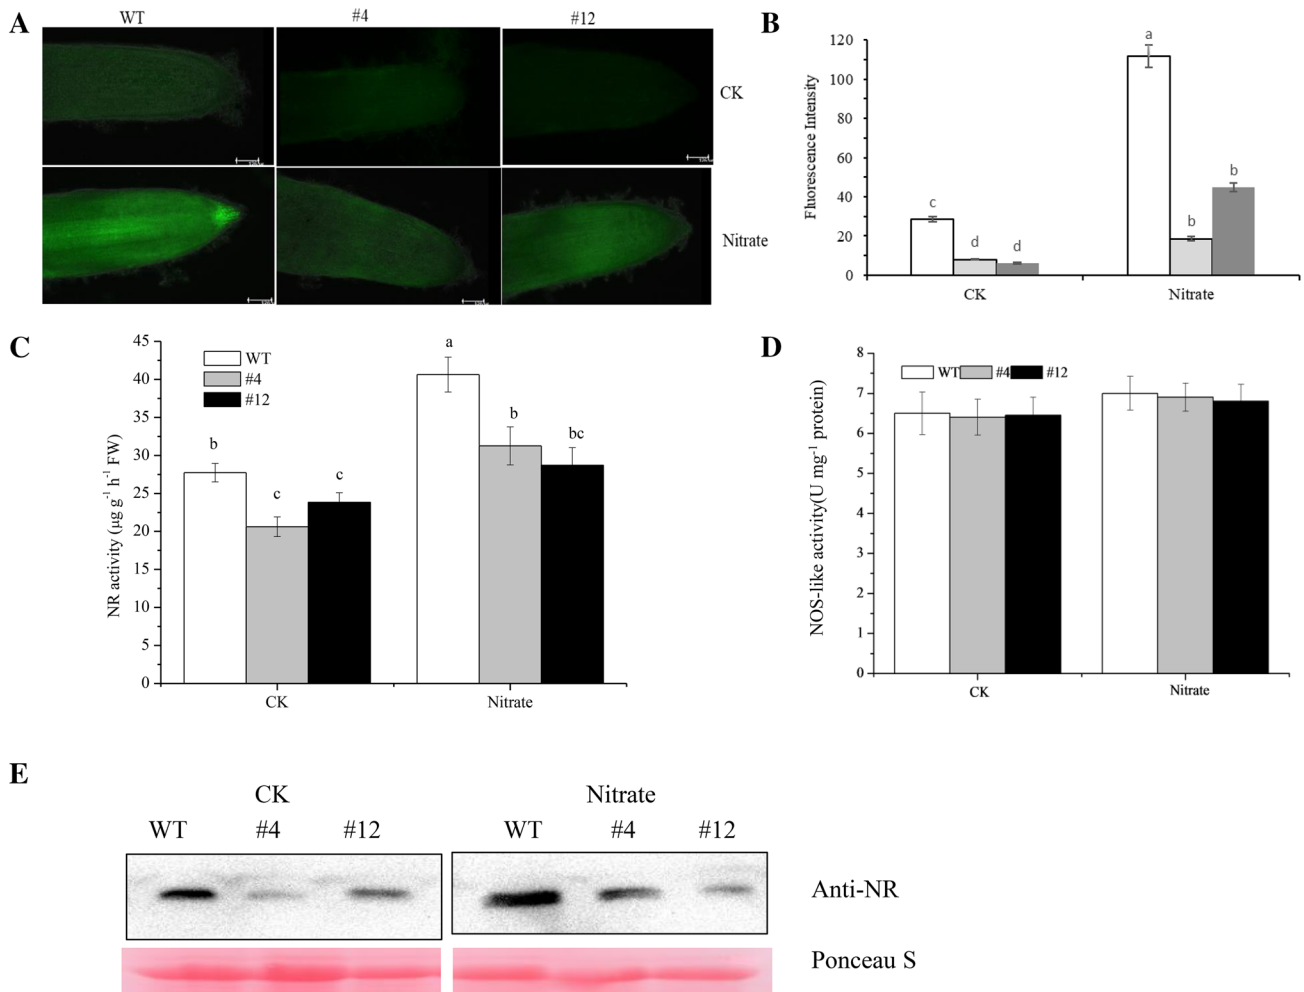 A
WT
#4
#12
CK
Nitrate
B
Fluorescence Intensity
120
100
80
60
40
20
0
c
d
d
a
b
b
CK
Nitrate
C
NR activity (µg g⁻¹ h⁻¹ FW)
45
40
35
30
25
20
15
10
5
0
WT
#4
#12
b
c
c
a
b
bc
CK
Nitrate
D
NOS-like activity(U mg⁻¹ protein)
8
7
6
5
4
3
2
1
0
WT #4 #12
CK
Nitrate
E
CK Nitrate
WT #4 #12 WT #4 #12
Anti-NR
Ponceau S